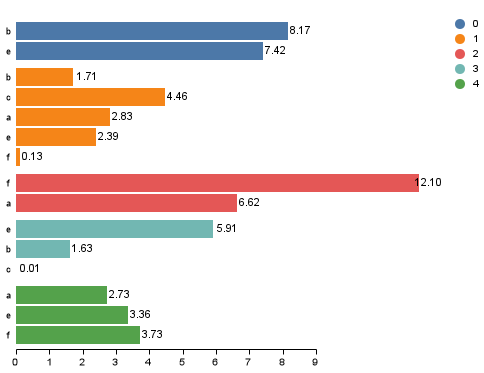 b 8.17
e 7.42
b 1.71
c 4.46
a 2.83
e 2.39
f 0.13
f 12.10
a 6.62
e 5.91
b 1.63
c 0.01
a 2.73
e 3.36
f 3.73
0 1 2 3 4 5 6 7 8 9
0
1
2
3
4